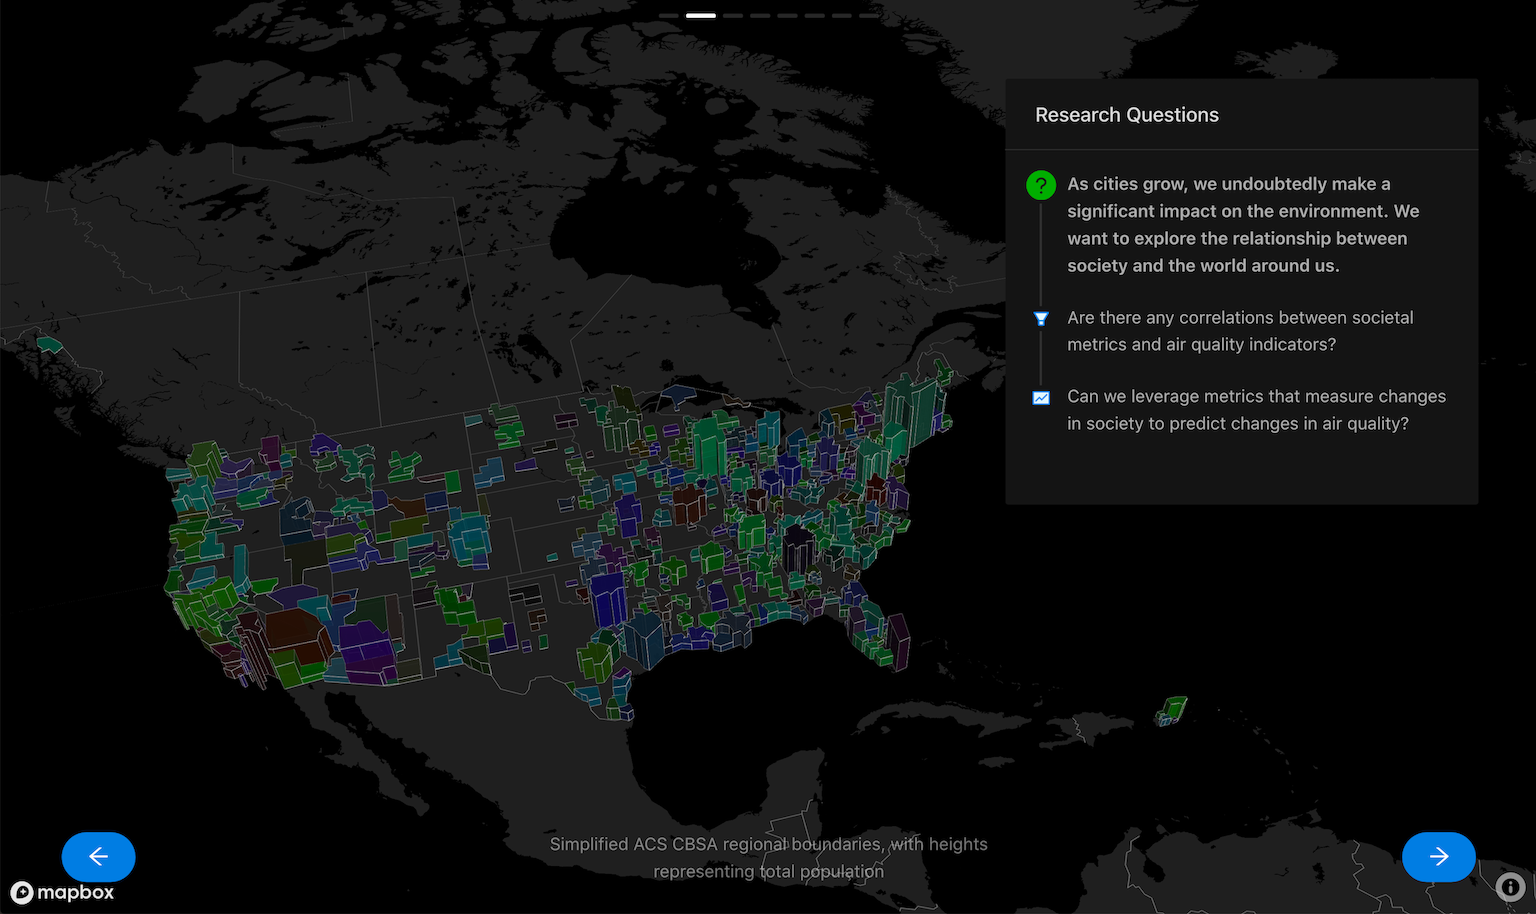 Research Questions
As cities grow, we undoubtedly make a
significant impact on the environment. We
want to explore the relationship between
society and the world around us.
Are there any correlations between societal
metrics and air quality indicators?
Can we leverage metrics that measure changes
in society to predict changes in air quality?
Simplified ACS CBSA regional boundaries, with heights
representing total population
mapbox